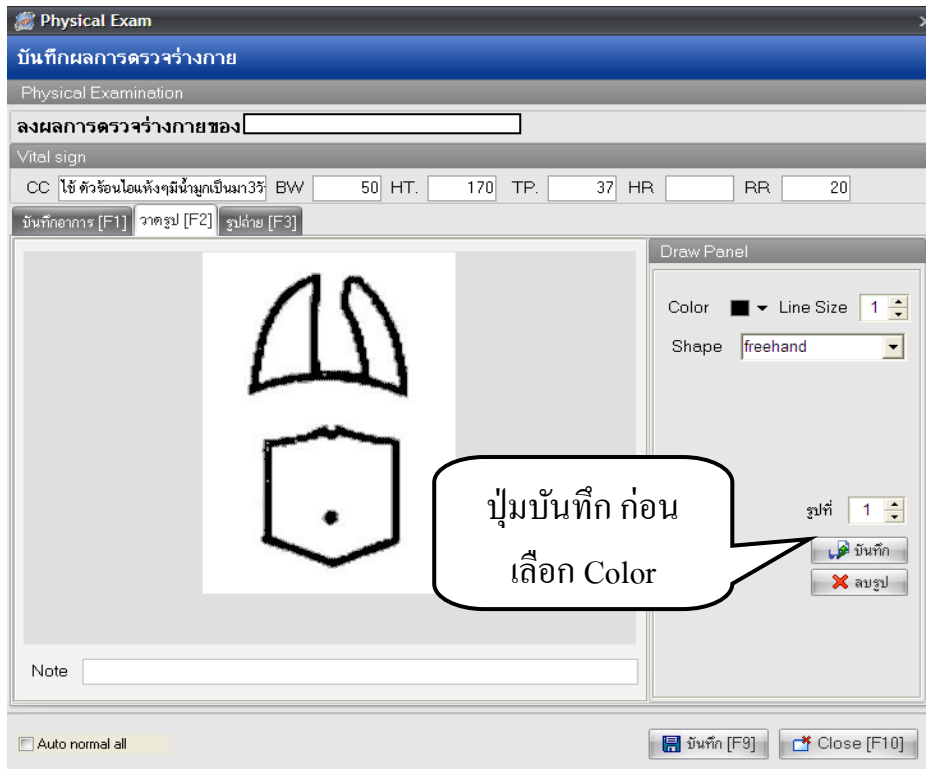 Physical Exam
บันทึกผลการตรวจร่างกาย
Physical Examination
ลงผลการตรวจร่างกายของ
Vital sign
CC ไข้ ตัวร้อนไอแห้งๆมีน้ำมูกเป็นมา3วั BW 50 HT. 170 TP. 37 HR RR 20
บันทึกอาการ [F1] วาดรูป [F2] รูปถ่าย [F3]
Draw Panel
Color Line Size 1
Shape freehand
ปุ่มบันทึก ก่อน
เลือก Color
รูปที่ 1
บันทึก
ลบรูป
Note
Auto normal all
บันทึก [F9] Close [F10]